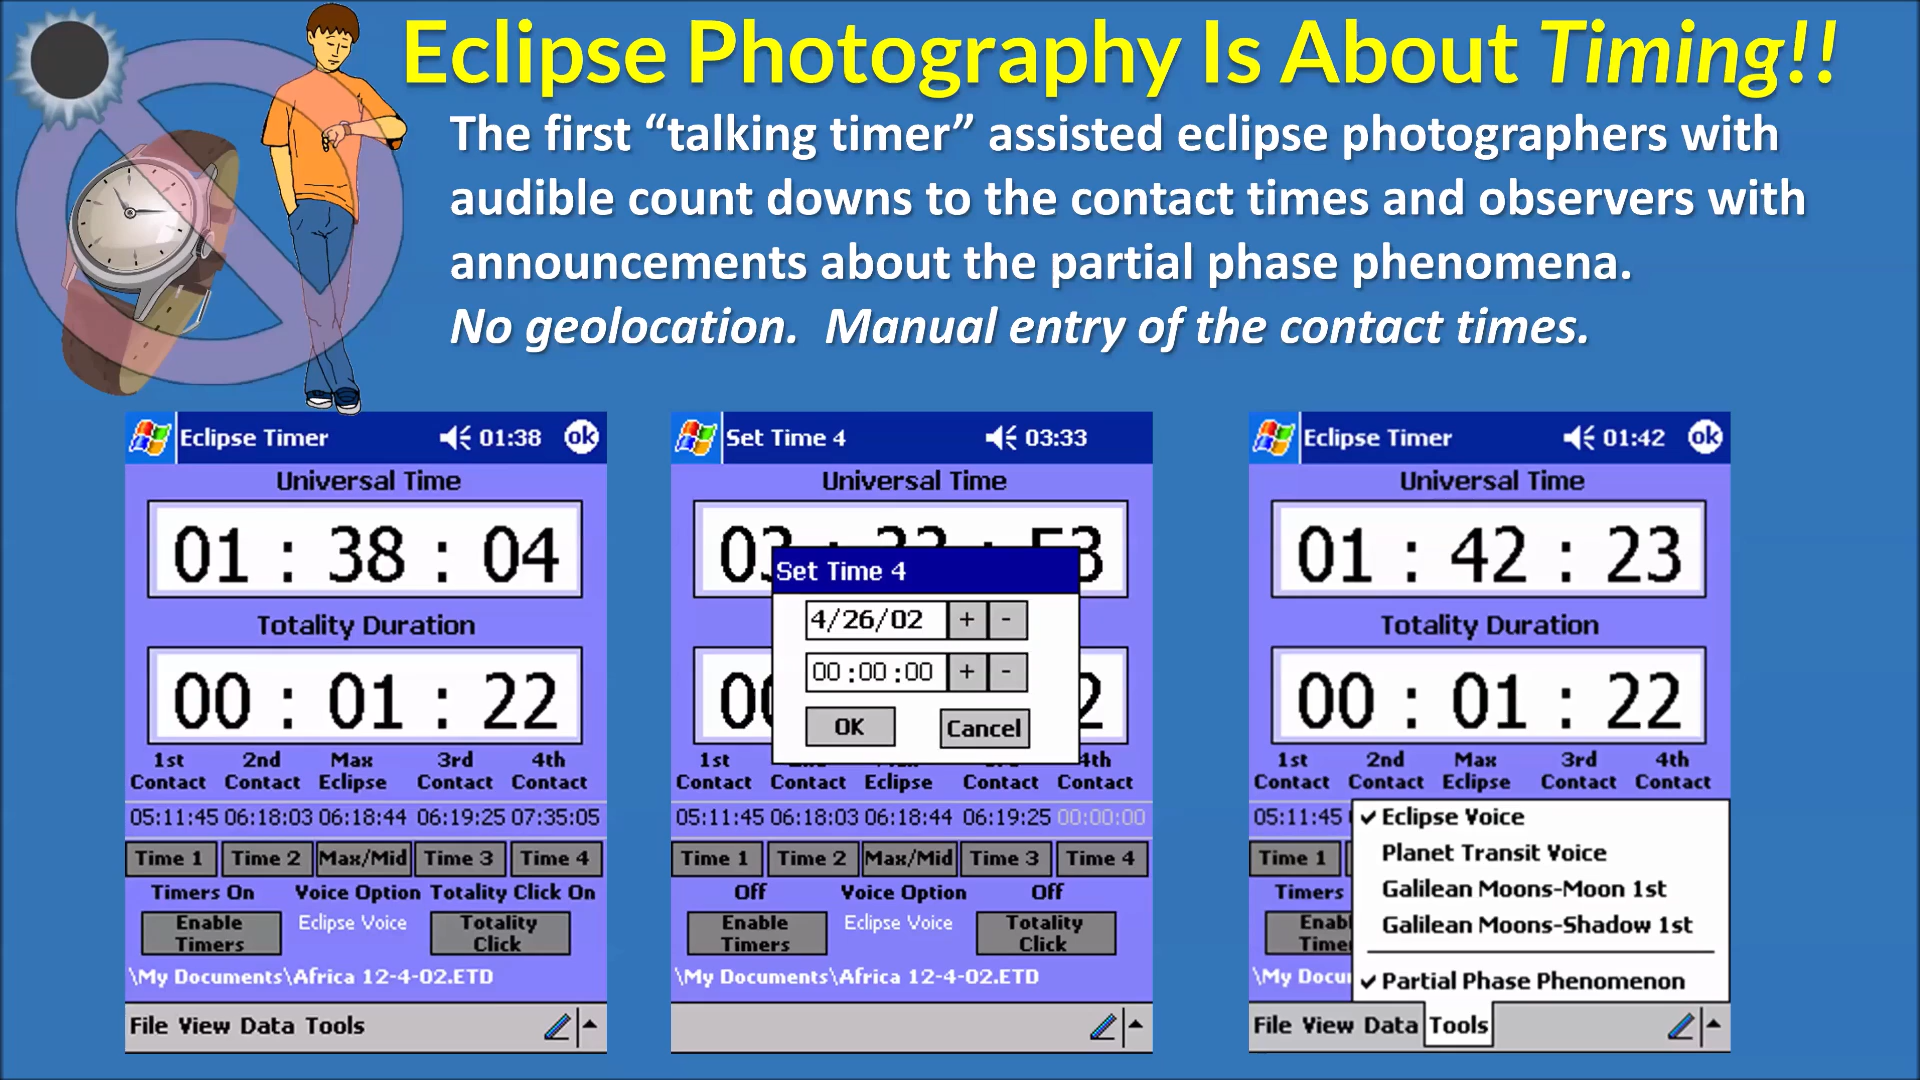 Eclipse Photography Is About Timing!!
The first “talking timer” assisted eclipse photographers with
audible count downs to the contact times and observers with
announcements about the partial phase phenomena.
No geolocation. Manual entry of the contact times.
Eclipse Timer 01:38 ok
Universal Time
01 : 38 : 04
Totality Duration
00 : 01 : 22
1st 2nd Max 3rd 4th
Contact Contact Eclipse Contact Contact
05:11:45 06:18:03 06:18:44 06:19:25 07:35:05
Time 1 Time 2 Max/Mid Time 3 Time 4
Timers On Voice Option Totality Click On
Enable Eclipse Voice Totality
Timers Click
\My Documents\Africa 12-4-02.ETD
File View Data Tools
Set Time 4 03:33
Universal Time
Set Time 4
4/26/02 + -
00:00:00 + -
OK Cancel
1st 4th
Contact Contact Eclipse Contact Contact
05:11:45 06:18:03 06:18:44 06:19:25 00:00:00
Time 1 Time 2 Max/Mid Time 3 Time 4
Off Voice Option Off
Enable Eclipse Voice Totality
Timers Click
\My Documents\Africa 12-4-02.ETD
Eclipse Timer 01:42 ok
Universal Time
01 : 42 : 23
Totality Duration
00 : 01 : 22
1st 2nd Max 3rd 4th
Contact Contact Eclipse Contact Contact
05:11:45
Eclipse Voice
Time 1
Planet Transit Voice
Timers
Galilean Moons-Moon 1st
Galilean Moons-Shadow 1st
Partial Phase Phenomenon
File View Data Tools